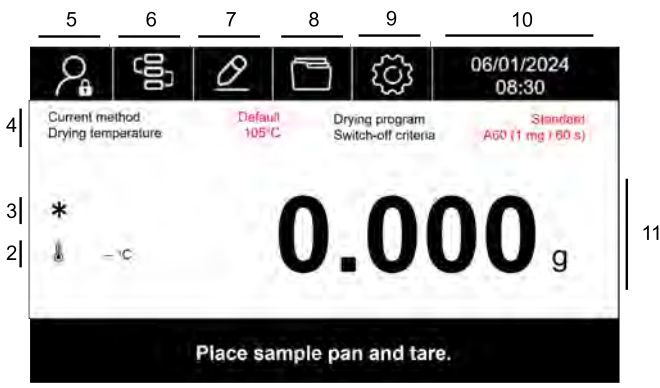 5 6 7 8 9 10
06/01/2024
08:30
4
Current method Default Drying program Standard
Drying temperature 105°C Switch-off criteria A60 (1 mg / 60 s)
3 *
2 – °C
0.000 g
11
Place sample pan and tare.